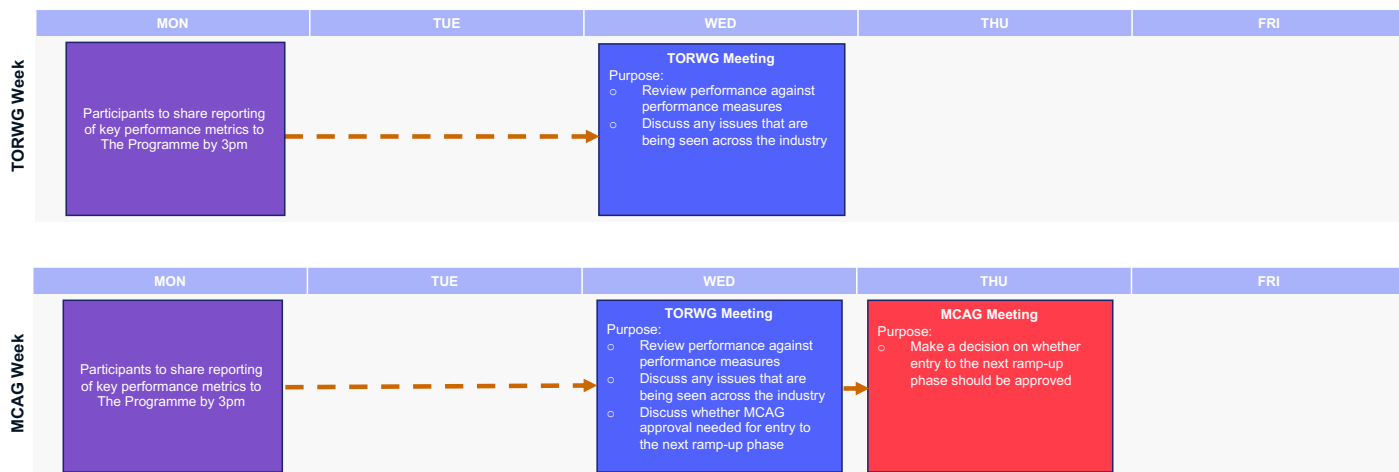 MON TUE WED THU FRI
TORWG Week
Participants to share reporting
of key performance metrics to
The Programme by 3pm
TORWG Meeting
Purpose:
o Review performance against
performance measures
o Discuss any issues that are
being seen across the industry
MON TUE WED THU FRI
MCAG Week
Participants to share reporting
of key performance metrics to
The Programme by 3pm
TORWG Meeting
Purpose:
o Review performance against
performance measures
o Discuss any issues that are
being seen across the industry
o Discuss whether MCAG
approval needed for entry to
the next ramp-up phase
MCAG Meeting
Purpose:
o Make a decision on whether
entry to the next ramp-up
phase should be approved